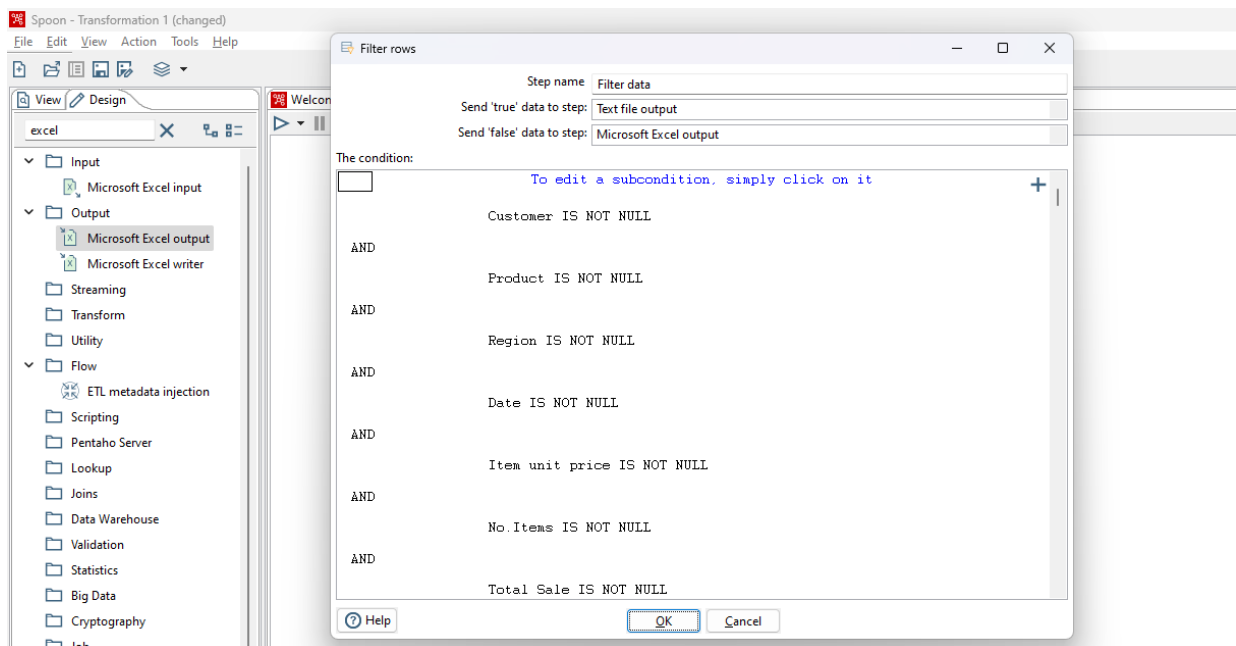 Spoon - Transformation 1 (changed)
File Edit View Action Tools Help
View Design
excel
Input
Microsoft Excel input
Output
Microsoft Excel output
Microsoft Excel writer
Streaming
Transform
Utility
Flow
ETL metadata injection
Scripting
Pentaho Server
Lookup
Joins
Data Warehouse
Validation
Statistics
Big Data
Cryptography
Job
Welcon
Filter rows
Step name Filter data
Send 'true' data to step: Text file output
Send 'false' data to step: Microsoft Excel output
The condition:
To edit a subcondition, simply click on it
Customer IS NOT NULL
AND
Product IS NOT NULL
AND
Region IS NOT NULL
AND
Date IS NOT NULL
AND
Item unit price IS NOT NULL
AND
No.Items IS NOT NULL
AND
Total Sale IS NOT NULL
Help OK Cancel